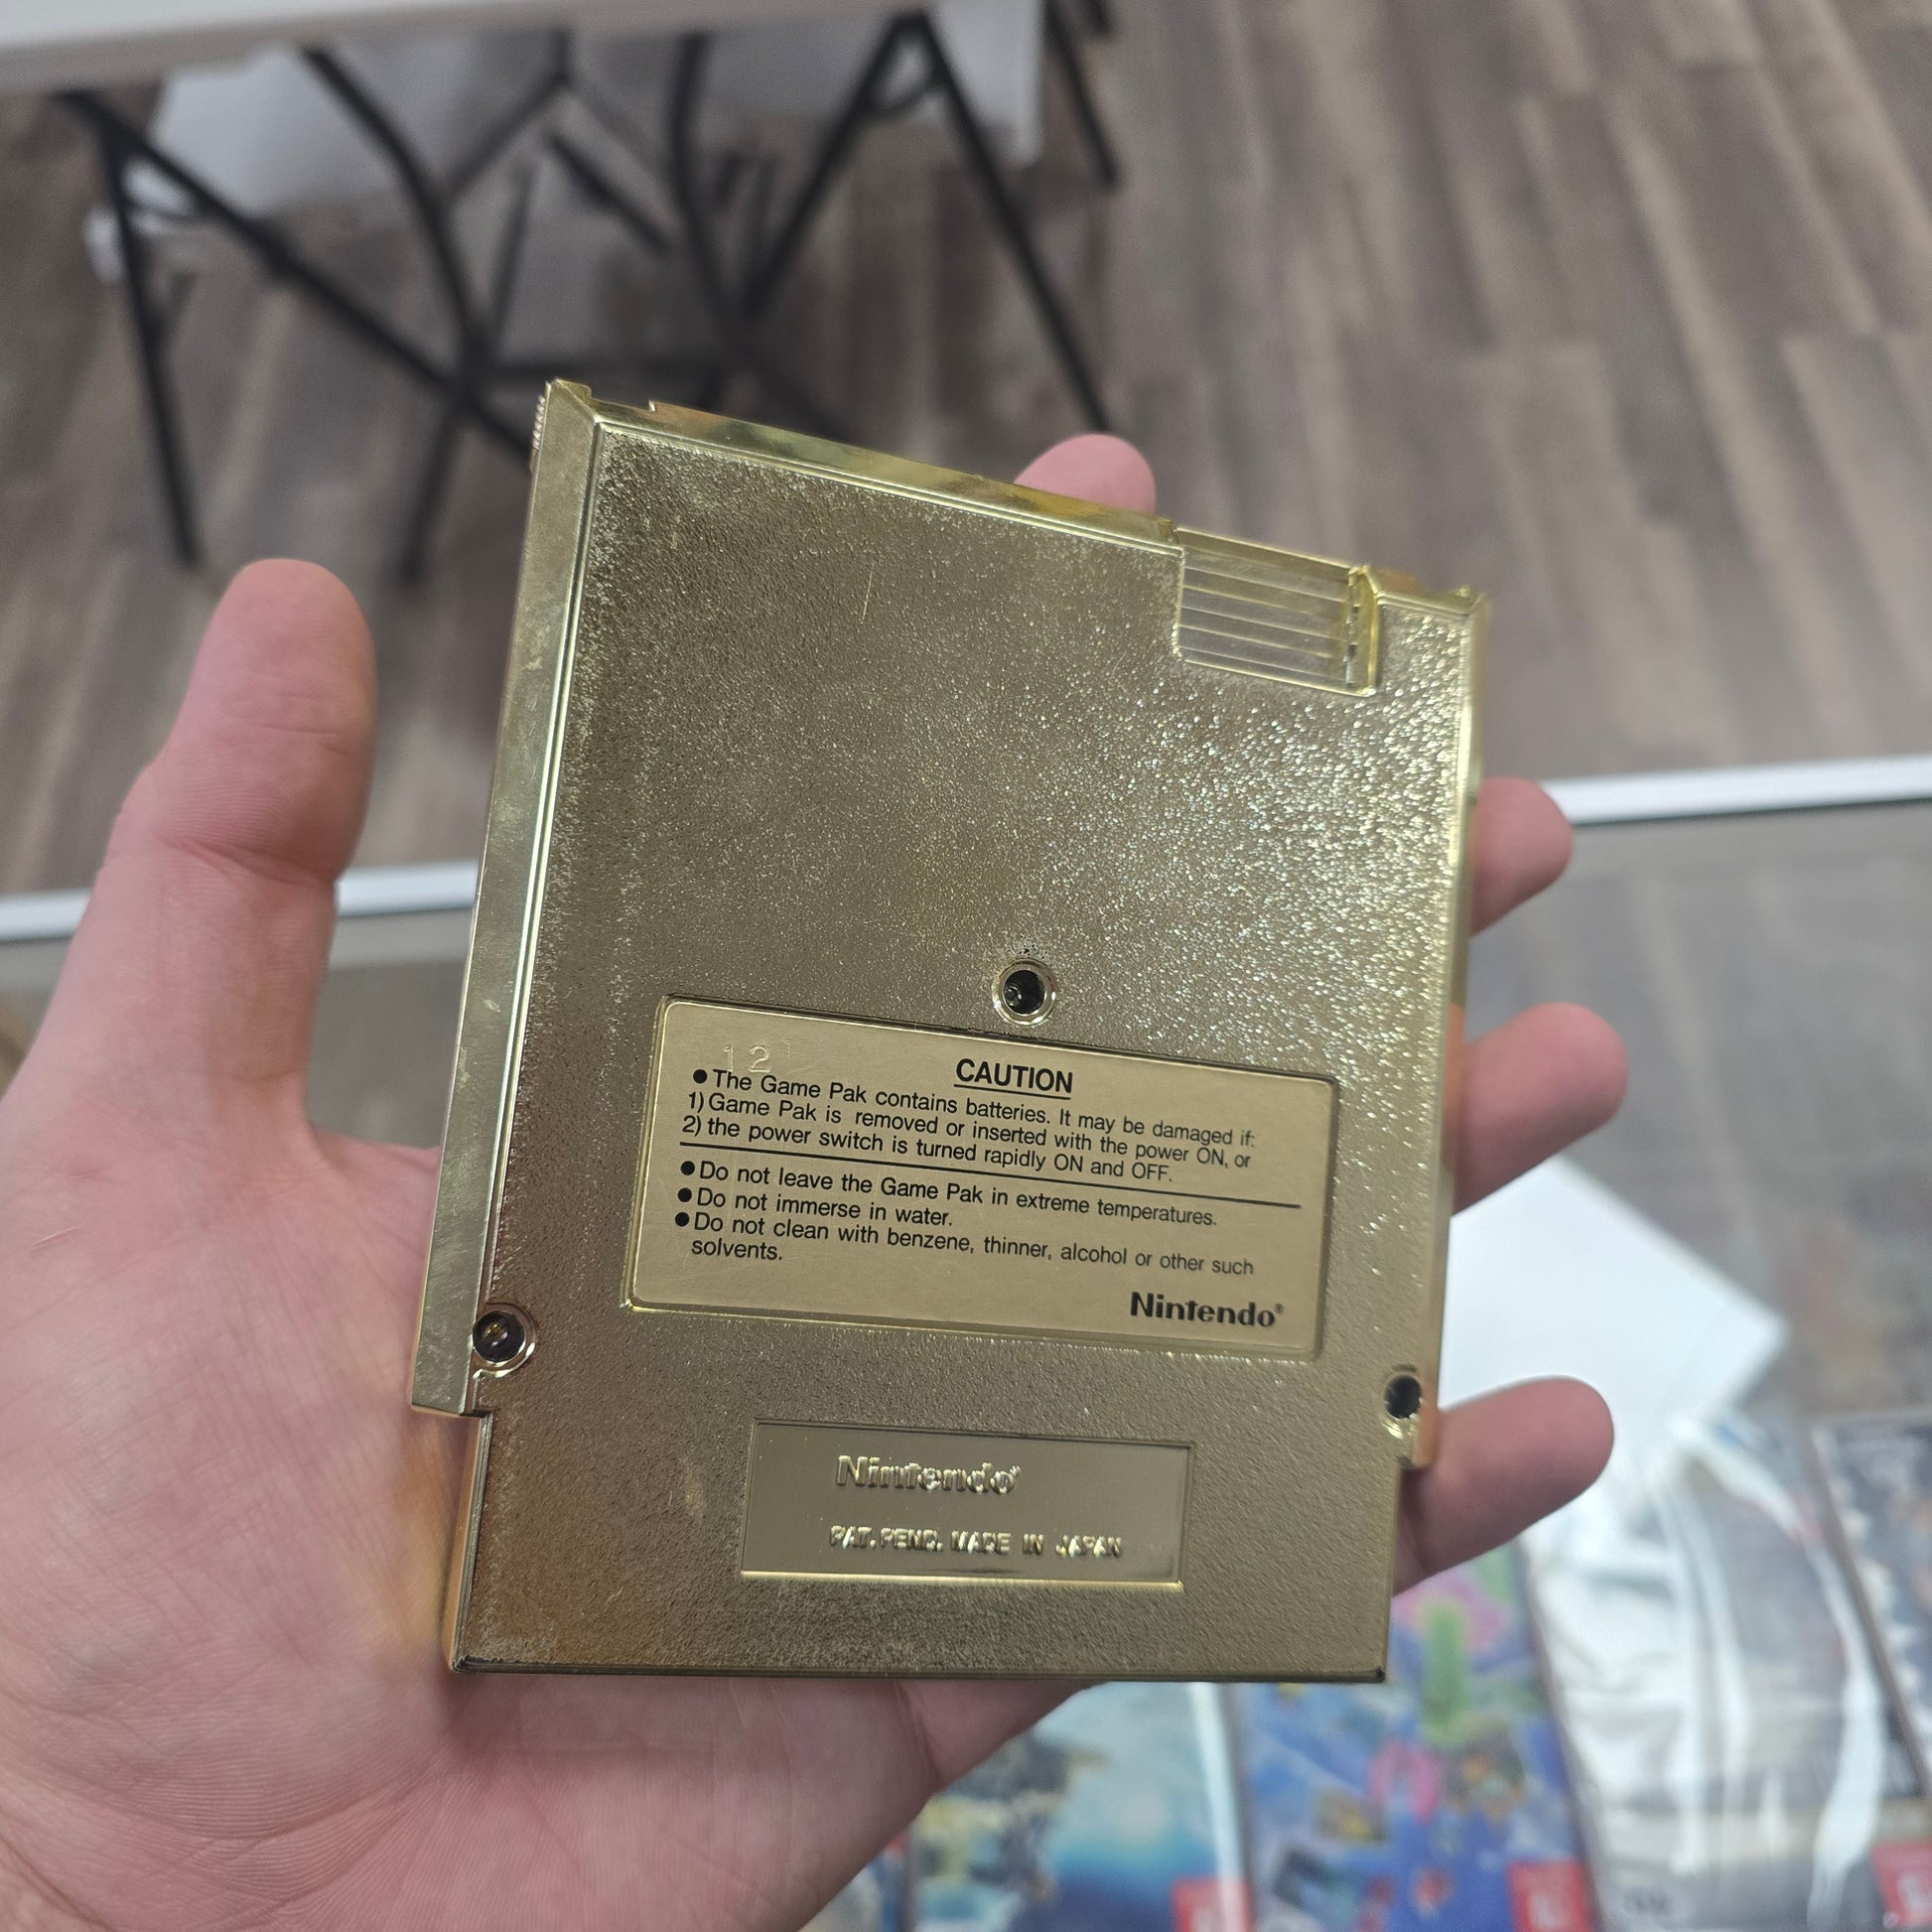 12
CAUTION
●The Game Pak contains batteries. It may be damaged if:
1)Game Pak is removed or inserted with the power ON, or
2)the power switch is turned rapidly ON and OFF.
●Do not leave the Game Pak in extreme temperatures.
●Do not immerse in water.
●Do not clean with benzene, thinner, alcohol or other such
solvents.
Nintendo®
Nintendo®
PAT.PEND. MADE IN JAPAN